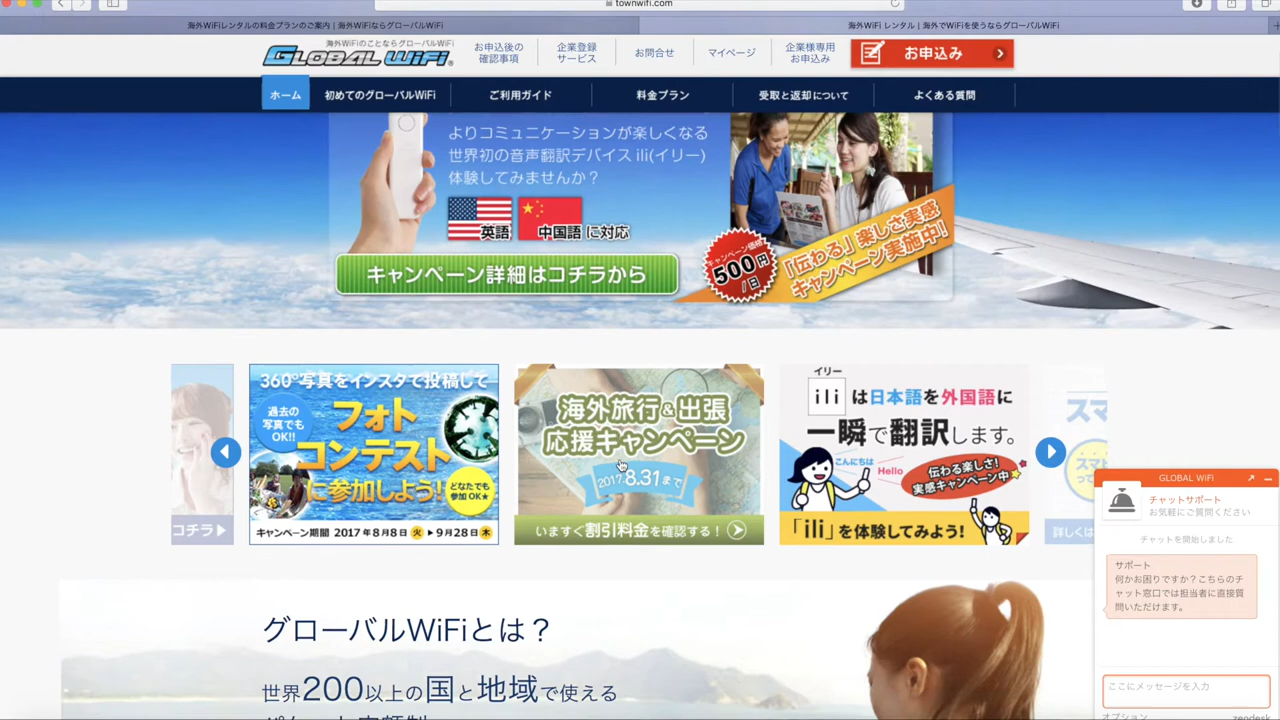 townwifi.com
海外WiFiレンタルの料金プランのご案内 | 海外WiFiならグローバルWiFi
海外WiFi レンタル | 海外でWiFiを使うならグローバルWiFi
海外WiFiのことならグローバルWiFi
GLOBAL WiFi
お申込後の
確認事項
企業登録
サービス
お問合せ
マイページ
企業様専用
お申込み
お申込み
ホーム
初めてのグローバルWiFi
ご利用ガイド
料金プラン
受取と返却について
よくある質問
よりコミュニケーションが楽しくなる
世界初の音声翻訳デバイス ili(イリー)
体験してみませんか？
英語
中国語 に対応
キャンペーン詳細はコチラから
キャンペーン価格
500円
/日
「伝わる」楽しさ実感
キャンペーン実施中!
コチラ▶
360°写真をインスタで投稿して
過去の
写真でも
OK!!
フォト
コンテスト
に参加しよう!
どなたでも
参加OK★
キャンペーン期間 2017年8月8日 火 ▶9月28日 木
海外旅行&出張
応援キャンペーン
2017.8.31まで
いますぐ割引料金を確認する！
イリー
ili は日本語を外国語に
一瞬で翻訳します。
こんにちは
Hello
伝わる楽しさ!
実感キャンペーン中
「ili」を体験してみよう!
スマ
スマ
って
詳しくは
グローバルWiFiとは？
世界200以上の国と地域で使える
GLOBAL WiFi
チャットサポート
お気軽にご質問ください
チャットを開始しました
サポート
何かお困りですか？こちらのチ
ャット窓口では担当者に直接質
問いただけます。
ここにメッセージを入力
オプション
zendesk